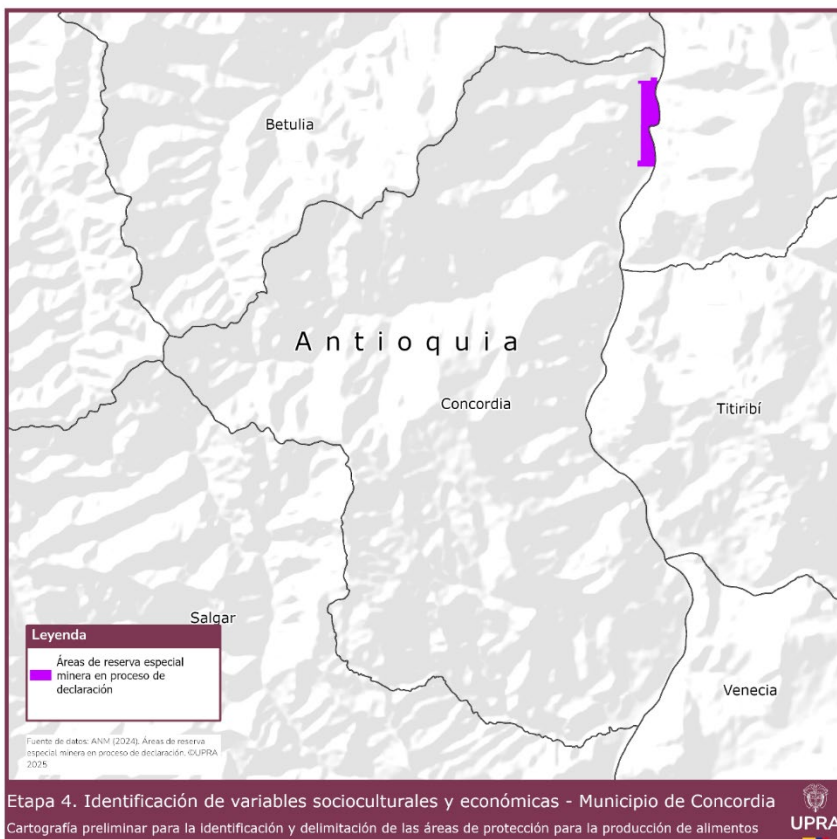 Betulia
Antioquia
Concordia
Titiribí
Salgar
Venecia
Leyenda
Áreas de reserva especial
minera en proceso de
declaración
Fuente de datos: ANM (2024). Áreas de reserva
especial minera en proceso de declaración. ©UPRA
2025
Etapa 4. Identificación de variables socioculturales y económicas - Municipio de Concordia
Cartografía preliminar para la identificación y delimitación de las áreas de protección para la producción de alimentos
UPRA